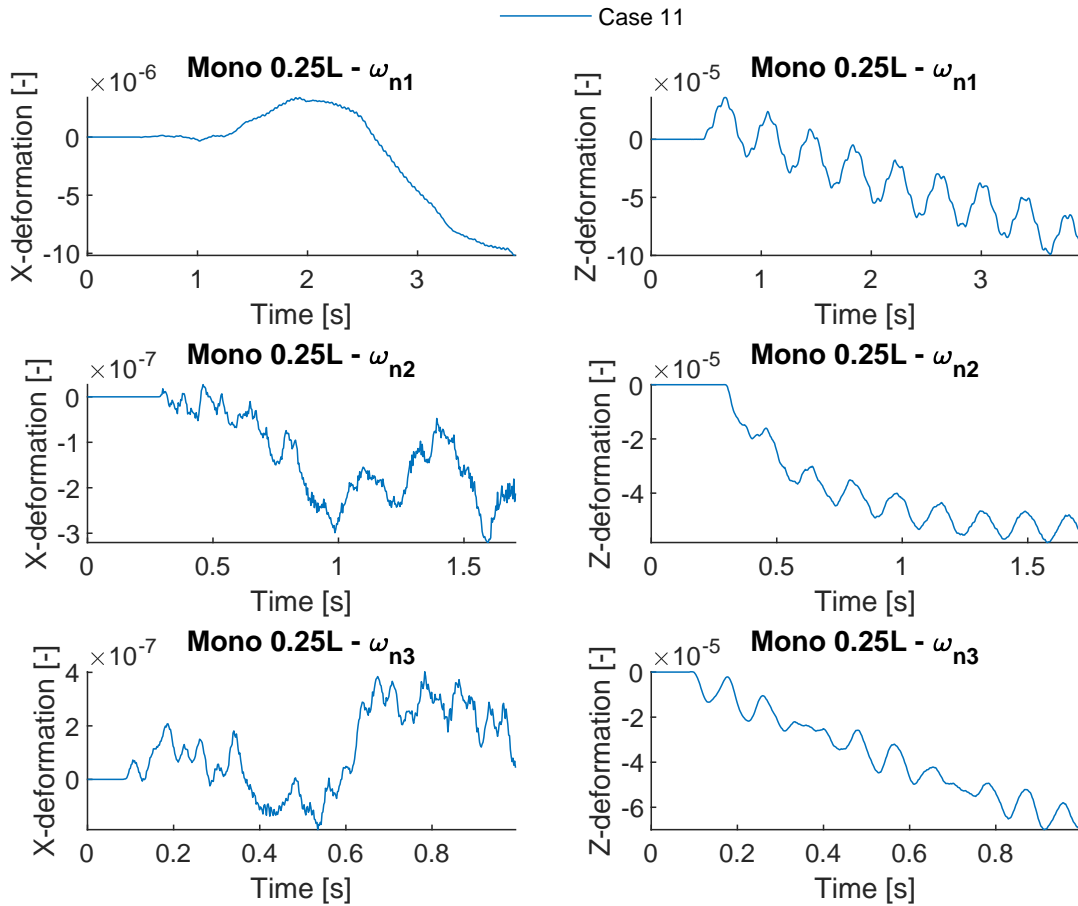 Case 11
×10⁻⁶ Mono 0.25L - ωn1
X-deformation [-]
0
-5
-10
0 1 2 3
Time [s]
×10⁻⁵ Mono 0.25L - ωn1
Z-deformation [-]
0
-5
-10
0 1 2 3
Time [s]
×10⁻⁷ Mono 0.25L - ωn2
X-deformation [-]
0
-1
-2
-3
0 0.5 1 1.5
Time [s]
×10⁻⁵ Mono 0.25L - ωn2
Z-deformation [-]
0
-2
-4
0 0.5 1 1.5
Time [s]
×10⁻⁷ Mono 0.25L - ωn3
X-deformation [-]
4
2
0
0 0.2 0.4 0.6 0.8
Time [s]
×10⁻⁵ Mono 0.25L - ωn3
Z-deformation [-]
0
-2
-4
-6
0 0.2 0.4 0.6 0.8
Time [s]